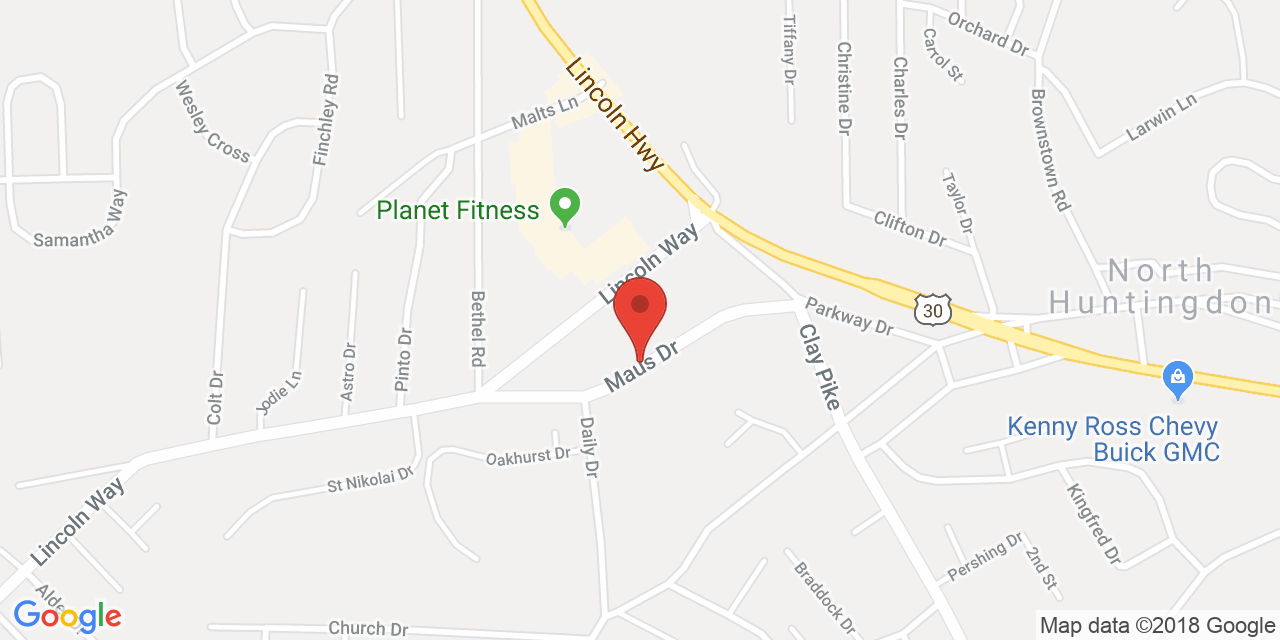 Tiffany Dr
Christine Dr
Charles Dr
Carrol St
Orchard Dr
Brownstown Rd
Larwin Ln
Lincoln Hwy
Malts Ln
Wesley Cross
Finchley Rd
Samantha Way
Planet Fitness
Taylor Dr
Clifton Dr
Lincoln Way
North
Huntingdon
30
Parkway Dr
Bethel Rd
Pinto Dr
Astro Dr
Jodie Ln
Colt Dr
Maus Dr
Clay Pike
Kenny Ross Chevy
Buick GMC
Daily Dr
Oakhurst Dr
St Nikolai Dr
Lincoln Way
Kingfred Dr
Pershing Dr
2nd St
Braddock Dr
Google
Church Dr
Map data ©2018 Google